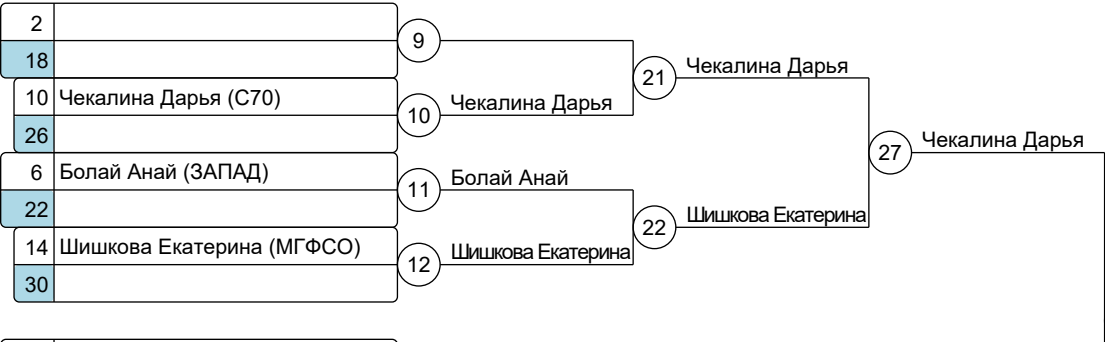 2
9
18
21 Чекалина Дарья
10 Чекалина Дарья (С70)
10 Чекалина Дарья
26
27 Чекалина Дарья
6 Болай Анай (ЗАПАД)
11 Болай Анай
22
22 Шишкова Екатерина
14 Шишкова Екатерина (МГФСО)
12 Шишкова Екатерина
30